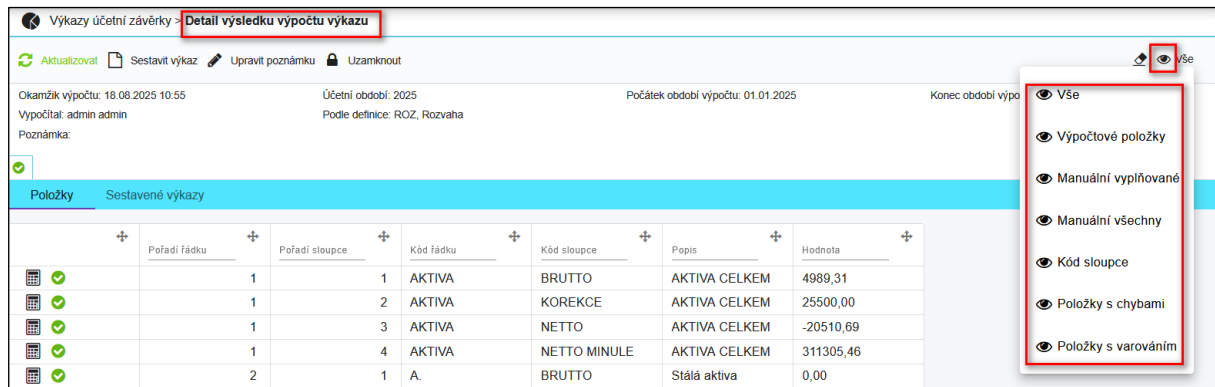 Výkazy účetní závěrky > Detail výsledku výpočtu výkazu
Aktualizovat Sestavit výkaz Upravit poznámku Uzamknout Vše
Okamžik výpočtu: 18.08.2025 10:55 Účetní období: 2025 Počátek období výpočtu: 01.01.2025 Konec období výpo
Vypočítal: admin admin Podle definice: ROZ, Rozvaha
Poznámka:
Vše
Výpočtové položky
Manuální vyplňované
Manuální všechny
Kód sloupce
Položky s chybami
Položky s varováním
Položky Sestavené výkazy
Pořadí řádku Pořadí sloupce Kód řádku Kód sloupce Popis Hodnota
1 1 AKTIVA BRUTTO AKTIVA CELKEM 4989,31
1 2 AKTIVA KOREKCE AKTIVA CELKEM 25500,00
1 3 AKTIVA NETTO AKTIVA CELKEM -20510,69
1 4 AKTIVA NETTO MINULE AKTIVA CELKEM 311305,46
2 1 A. BRUTTO Stálá aktiva 0,00